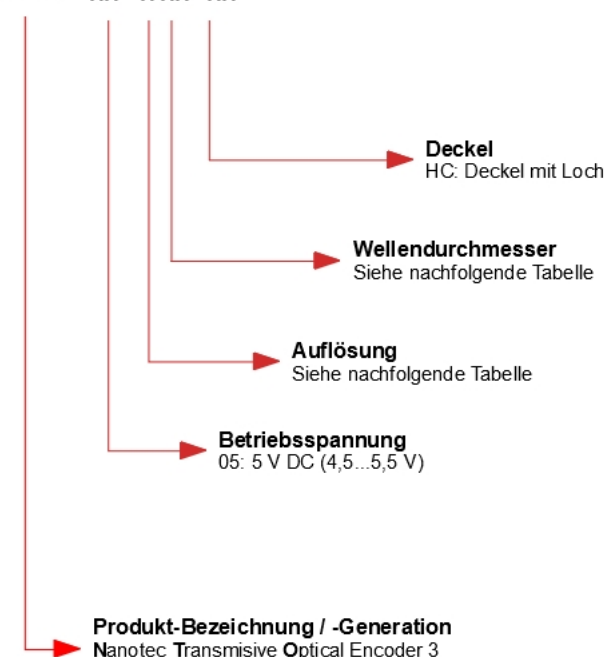 Deckel
HC: Deckel mit Loch
Wellendurchmesser
Siehe nachfolgende Tabelle
Auflösung
Siehe nachfolgende Tabelle
Betriebsspannung
05: 5 V DC (4,5...5,5 V)
Produkt-Bezeichnung / -Generation
Nanotec Transmisive Optical Encoder 3